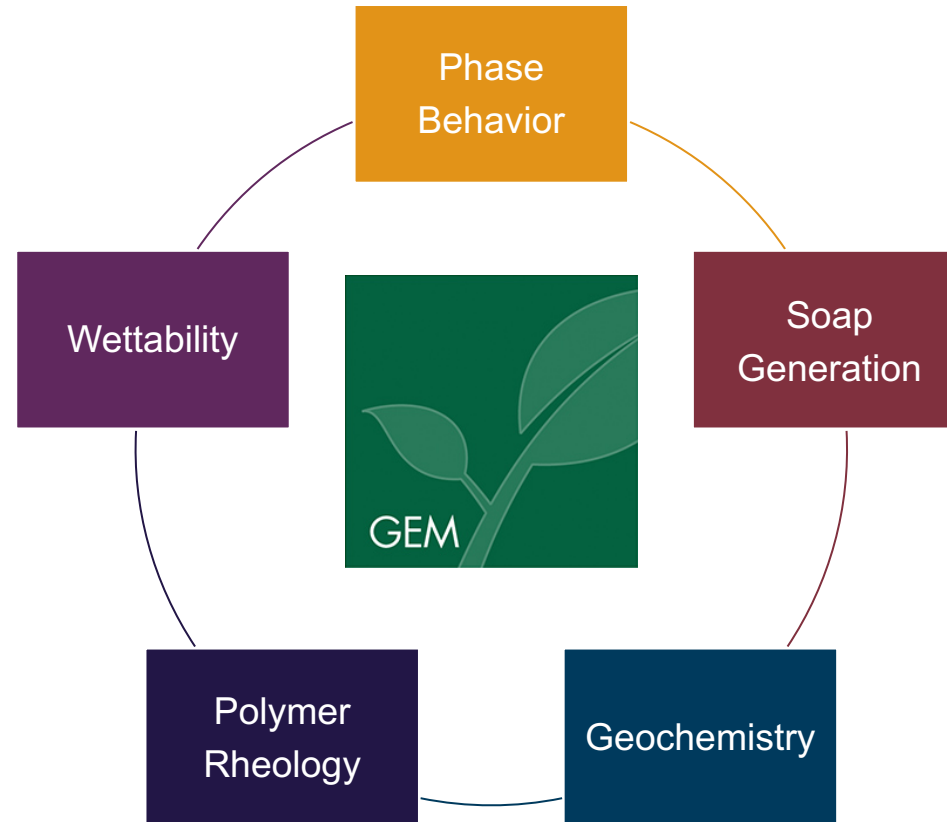 Phase
Behavior
Wettability
Soap
Generation
GEM
Polymer
Rheology
Geochemistry